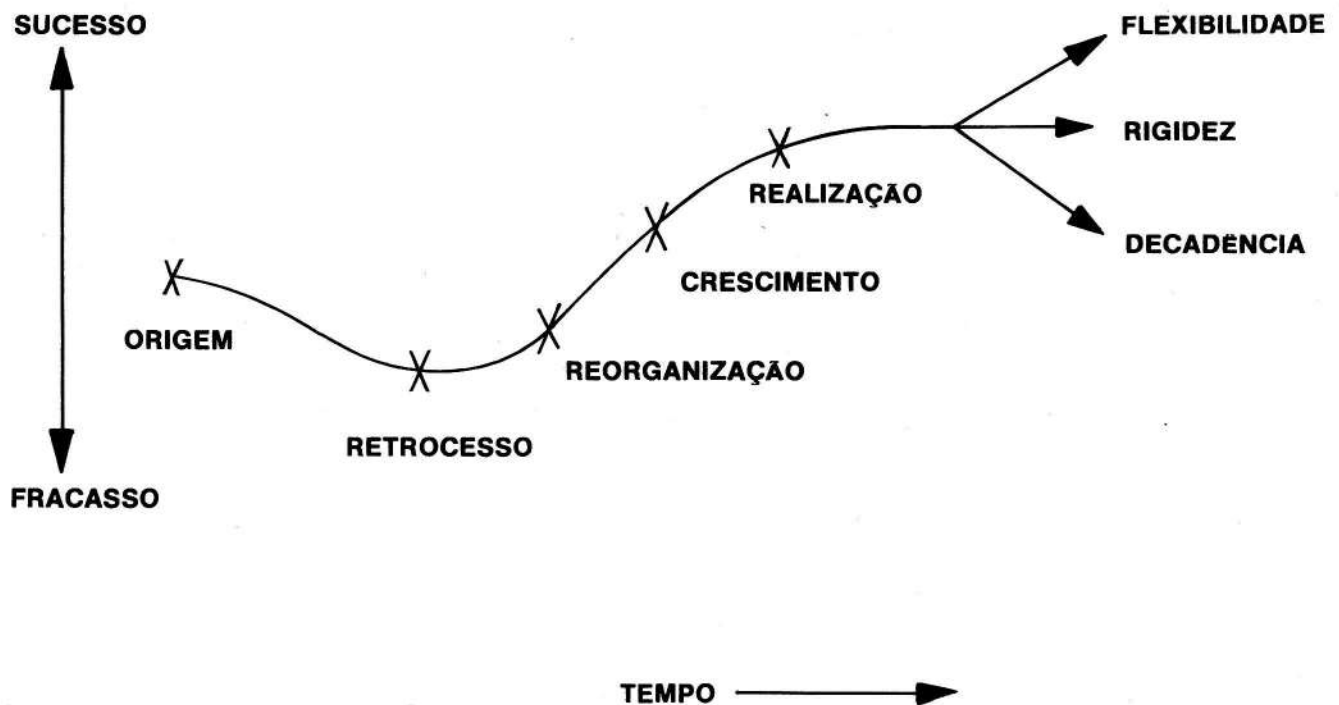 SUCESSO
FLEXIBILIDADE
RIGIDEZ
REALIZAÇÃO
DECADÊNCIA
CRESCIMENTO
ORIGEM
REORGANIZAÇÃO
RETROCESSO
FRACASSO
TEMPO